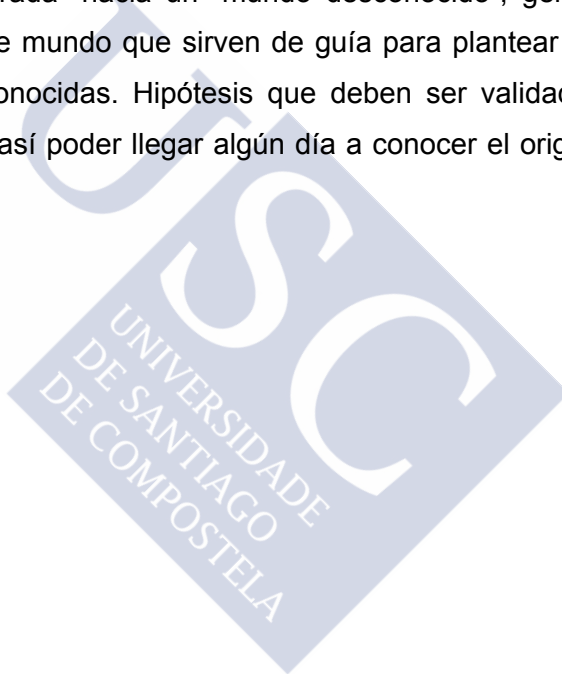 hacia un mundo desconocido ,
e mundo que sirven de guía para plantear
Hipótesis que deben ser
así poder llegar algún día a conocer el
USC
UNIVERSIDADE
DE SANTIAGO
DE COMPOSTELA